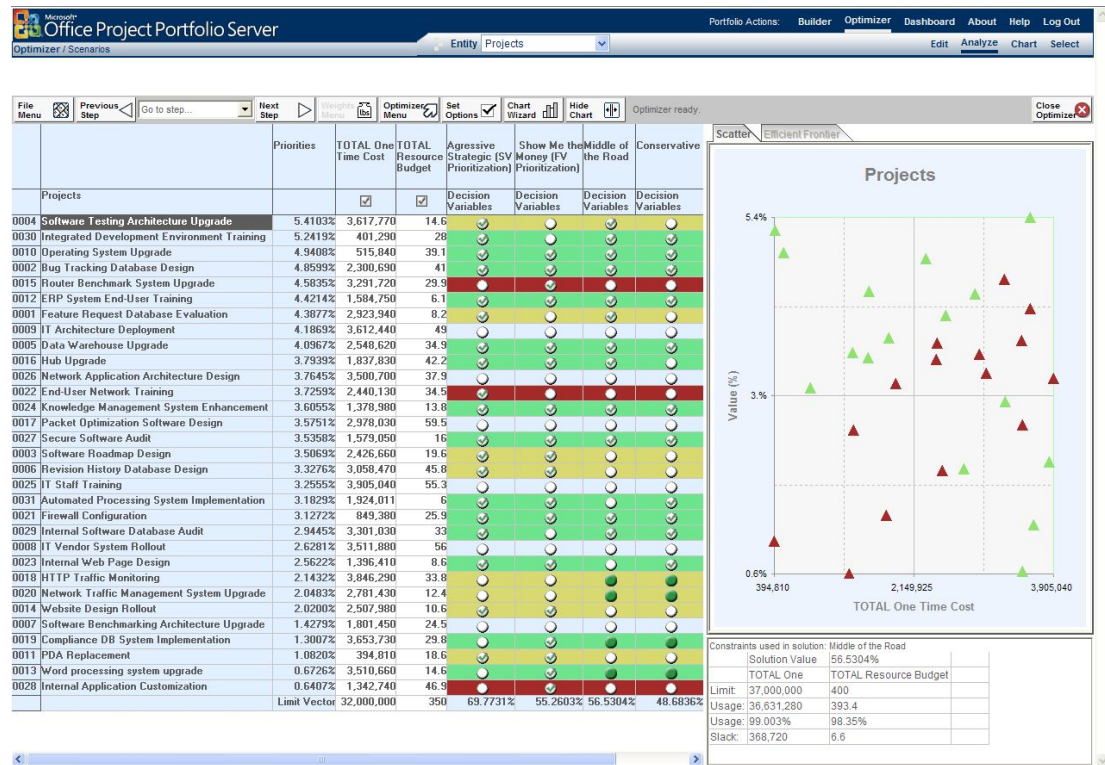 Microsoft®
Office Project Portfolio Server
Portfolio Actions: Builder Optimizer Dashboard About Help Log Out
Optimizer / Scenarios
Entity Projects
Edit Analyze Chart Select
File Menu Previous Step Go to step... Next Step Weights Menu lbs Optimizer Menu Set Options Chart Wizard Hide Chart Optimizer ready. Close Optimizer
Priorities TOTAL One Time Cost TOTAL Resource Budget Agressive Strategic (SV Prioritization) Show Me the Money (FV Prioritization) Middle of the Road Conservative
Projects Decision Variables Decision Variables Decision Variables Decision Variables
0004 Software Testing Architecture Upgrade 5.4103% 3,617,770 14.6
0030 Integrated Development Environment Training 5.2419% 401,290 28
0010 Operating System Upgrade 4.9408% 515,840 39.1
0002 Bug Tracking Database Design 4.8599% 2,300,690 41
0015 Router Benchmark System Upgrade 4.5835% 3,291,720 29.9
0012 ERP System End-User Training 4.4214% 1,584,750 6.1
0001 Feature Request Database Evaluation 4.3877% 2,923,940 8.2
0009 IT Architecture Deployment 4.1869% 3,612,440 49
0005 Data Warehouse Upgrade 4.0967% 2,548,620 34.9
0016 Hub Upgrade 3.7939% 1,837,830 42.2
0026 Network Application Architecture Design 3.7645% 3,500,700 37.9
0022 End-User Network Training 3.7259% 2,440,130 34.5
0024 Knowledge Management System Enhancement 3.6055% 1,378,980 13.8
0017 Packet Optimization Software Design 3.5751% 2,978,030 59.5
0027 Secure Software Audit 3.5358% 1,579,050 16
0003 Software Roadmap Design 3.5069% 2,426,660 19.6
0006 Revision History Database Design 3.3276% 3,058,470 45.8
0025 IT Staff Training 3.2555% 3,905,040 55.3
0031 Automated Processing System Implementation 3.1829% 1,924,011 6
0021 Firewall Configuration 3.1272% 849,380 25.9
0029 Internal Software Database Audit 2.9445% 3,301,030 33
0008 IT Vendor System Rollout 2.6281% 3,511,880 56
0023 Internal Web Page Design 2.5622% 1,396,410 8.6
0018 HTTP Traffic Monitoring 2.1432% 3,846,290 33.8
0020 Network Traffic Management System Upgrade 2.0483% 2,781,430 12.4
0014 Website Design Rollout 2.0200% 2,507,980 10.6
0007 Software Benchmarking Architecture Upgrade 1.4279% 1,801,450 24.5
0019 Compliance DB System Implementation 1.3007% 3,653,730 29.8
0011 PDA Replacement 1.0820% 394,810 18.6
0013 Word processing system upgrade 0.6726% 3,510,660 14.6
0028 Internal Application Customization 0.6407% 1,342,740 46.9
Limit Vector 32,000,000 350 69.7731% 55.2603% 56.5304% 48.6836%
Scatter Efficient Frontier
Projects
5.4%
3.%
0.6%
Value (%)
394,810 2,149,925 3,905,040
TOTAL One Time Cost
Constraints used in solution: Middle of the Road
Solution Value 56.5304%
TOTAL One TOTAL Resource Budget
Limit: 37,000,000 400
Usage: 36,631,280 393.4
Usage: 99.003% 98.35%
Slack: 368,720 6.6